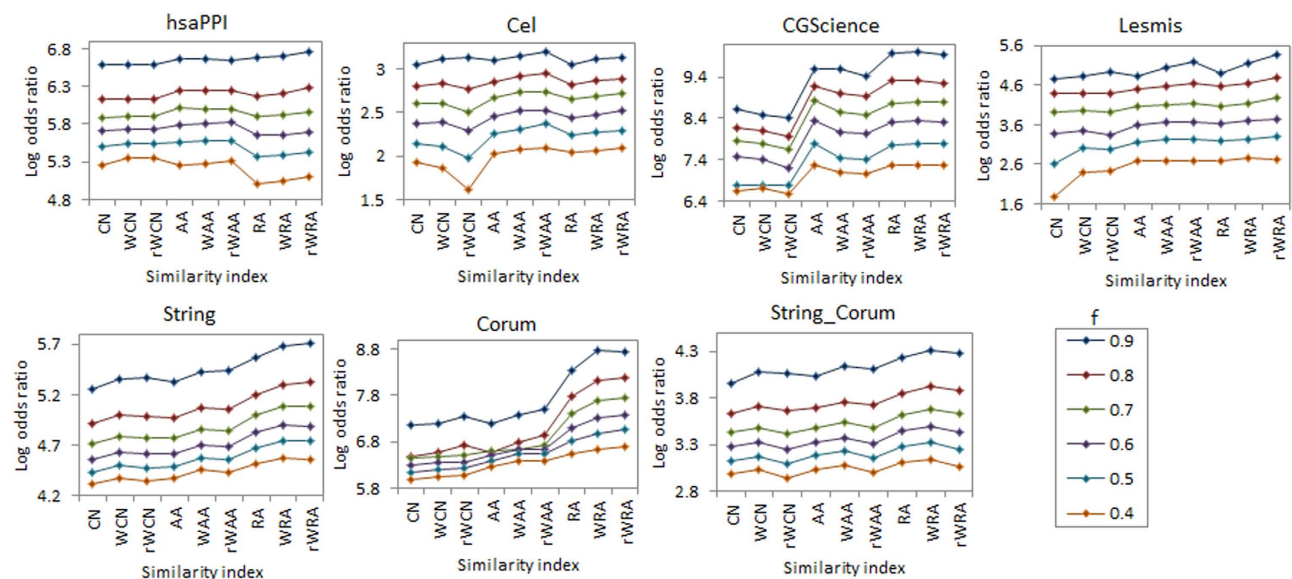 hsaPPI
Log odds ratio
6.8
6.3
5.8
5.3
4.8
CN
WCN
rWCN
AA
WAA
rWAA
RA
WRA
rWRA
Similarity index
Cel
Log odds ratio
3
2.5
2
1.5
CN
WCN
rWCN
AA
WAA
rWAA
RA
WRA
rWRA
Similarity index
CGScience
Log odds ratio
9.4
8.4
7.4
6.4
CN
WCN
rWCN
AA
WAA
rWAA
RA
WRA
rWRA
Similarity index
Lesmis
Log odds ratio
5.6
4.6
3.6
2.6
1.6
CN
WCN
rWCN
AA
WAA
rWAA
RA
WRA
rWRA
Similarity index
String
Log odds ratio
5.7
5.2
4.7
4.2
CN
WCN
rWCN
AA
WAA
rWAA
RA
WRA
rWRA
Similarity index
Corum
Log odds ratio
8.8
7.8
6.8
5.8
CN
WCN
rWCN
AA
WAA
rWAA
RA
WRA
rWRA
Similarity index
String_Corum
Log odds ratio
4.3
3.8
3.3
2.8
CN
WCN
rWCN
AA
WAA
rWAA
RA
WRA
rWRA
Similarity index
f
0.9
0.8
0.7
0.6
0.5
0.4